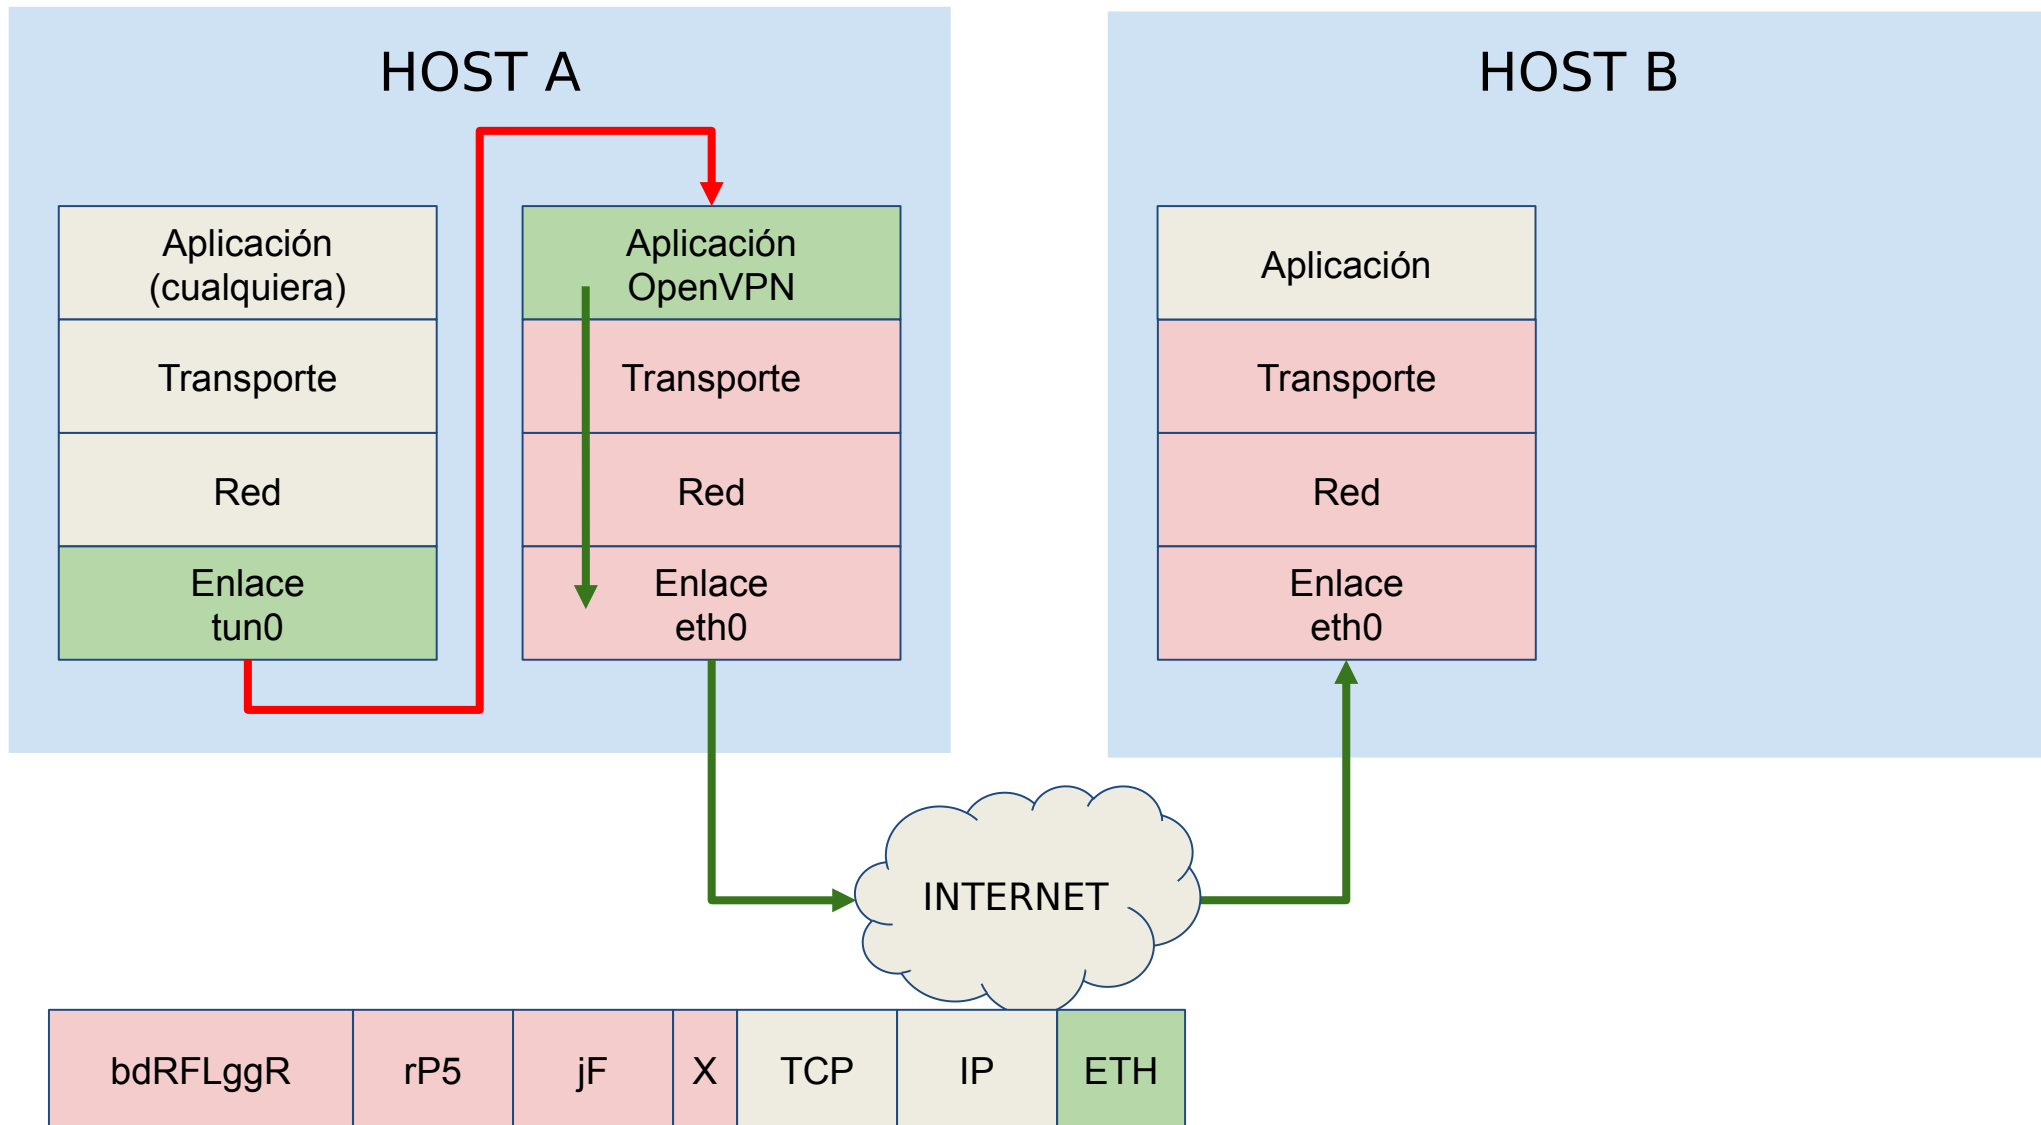 HOST A
Aplicación
(cualquiera)
Transporte
Red
Enlace
tun0
Aplicación
OpenVPN
Transporte
Red
Enlace
eth0
HOST B
Aplicación
Transporte
Red
Enlace
eth0
INTERNET
bdRFLggR
rP5
jF
X
TCP
IP
ETH